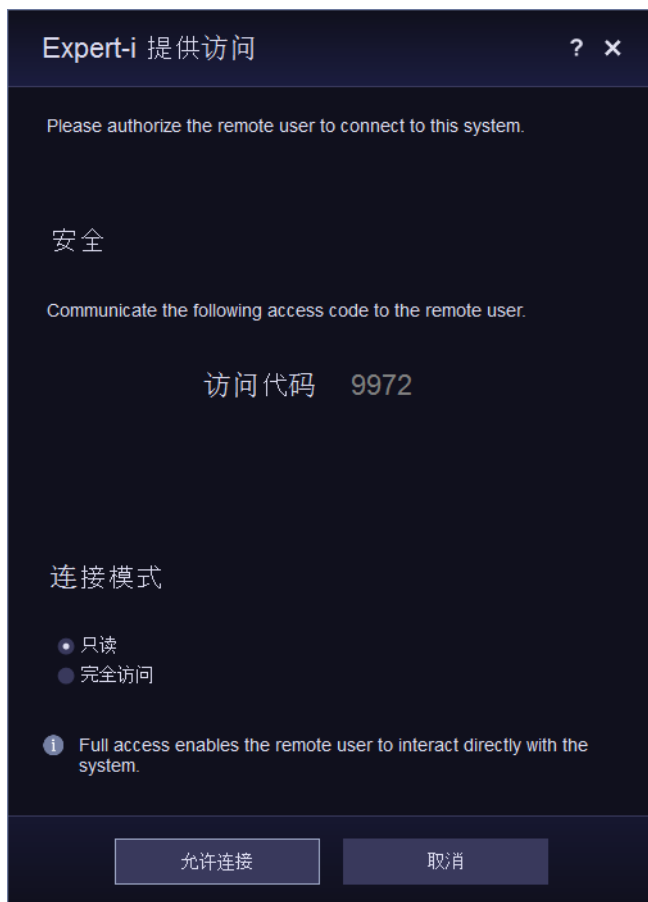 Expert-i 提供访问 ? ×
Please authorize the remote user to connect to this system.
安全
Communicate the following access code to the remote user.
访问代码 9972
连接模式
只读
完全访问
i Full access enables the remote user to interact directly with the
system.
允许连接 取消